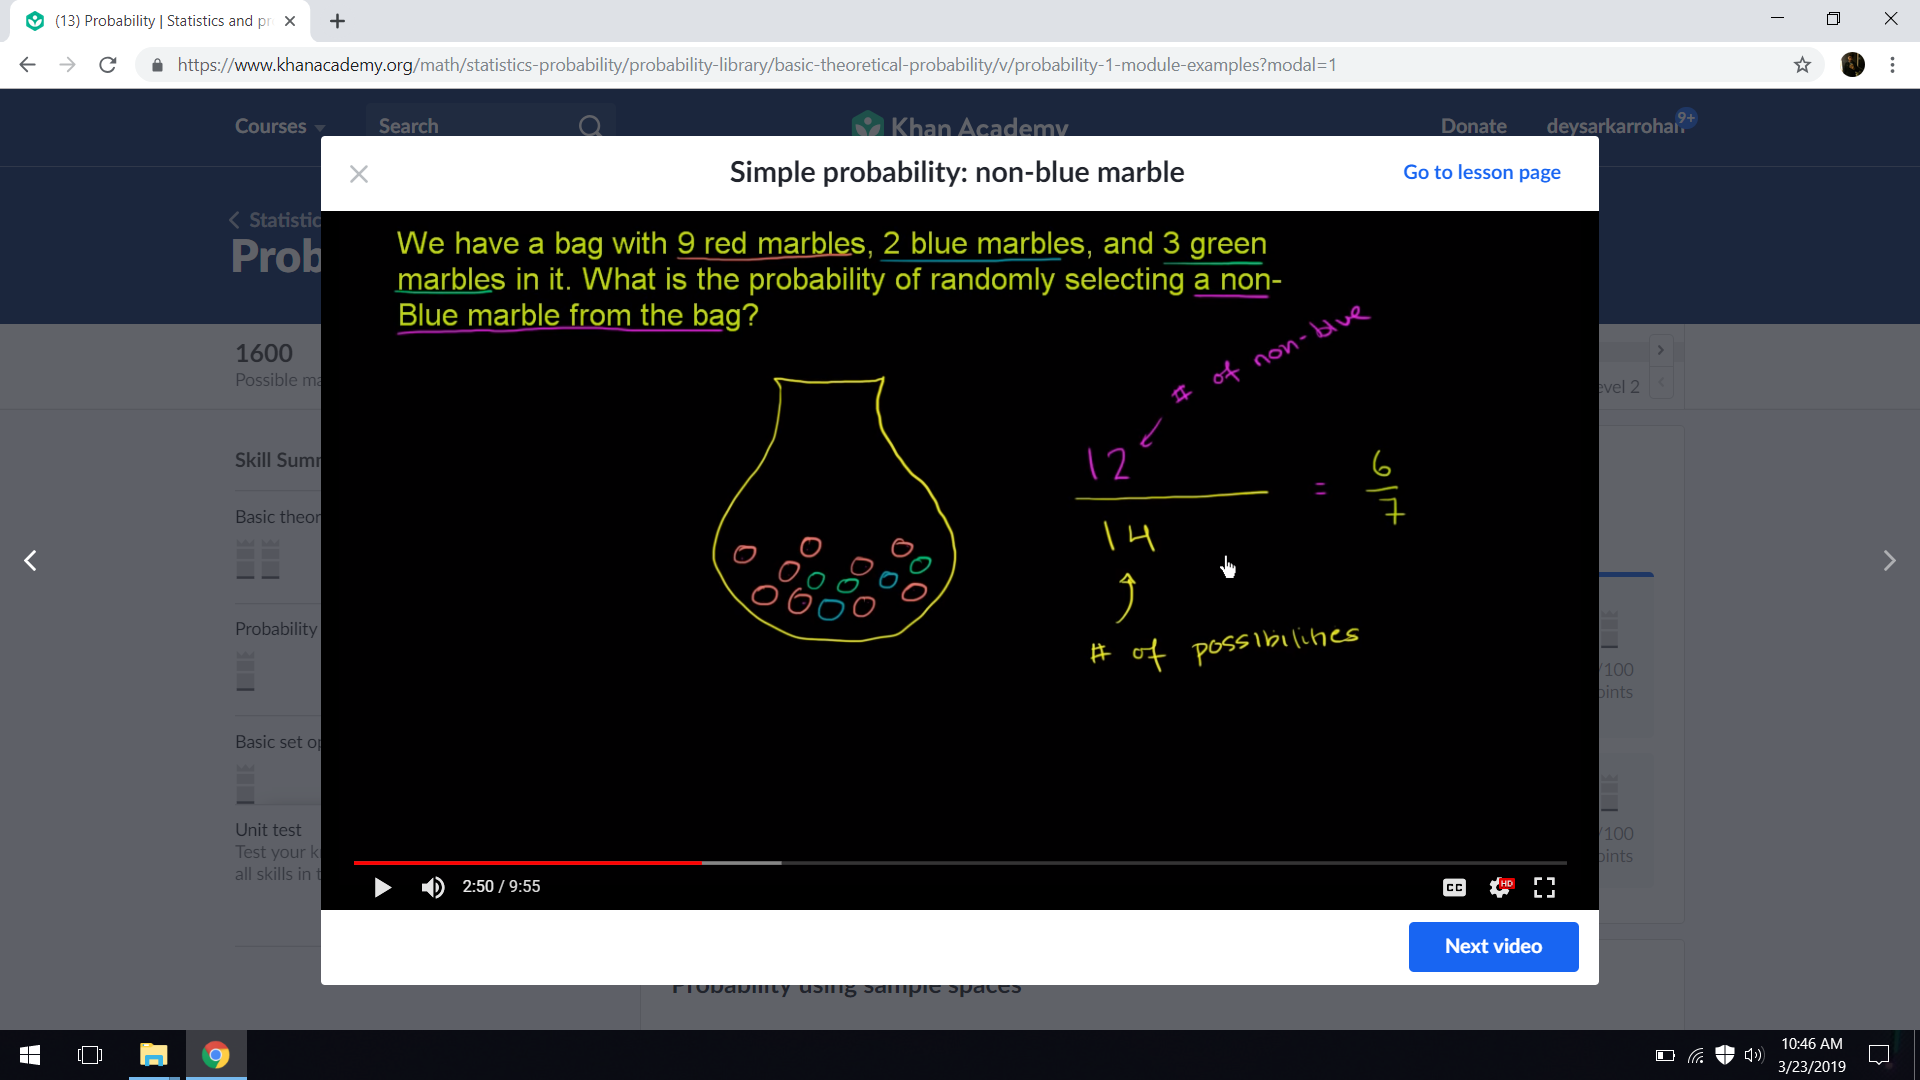 (13) Probability | Statistics and pr
https://www.khanacademy.org/math/statistics-probability/probability-library/basic-theoretical-probability/v/probability-1-module-examples?modal=1
Courses
Search
Khan Academy
Donate
deysarkarrohan
9+
Simple probability: non-blue marble
Go to lesson page
Statistic
Prob
We have a bag with 9 red marbles, 2 blue marbles, and 3 green
marbles in it. What is the probability of randomly selecting a non-
Blue marble from the bag?
# of non-blue
12
14
=
6
7
# of possibilities
1600
Possible ma
evel 2
Skill Summ
Basic theor
Probability
/100
oints
Basic set op
Unit test
Test your k
all skills in t
/100
oints
2:50 / 9:55
CC
HD
Next video
Probability using sample spaces
10:46 AM
3/23/2019